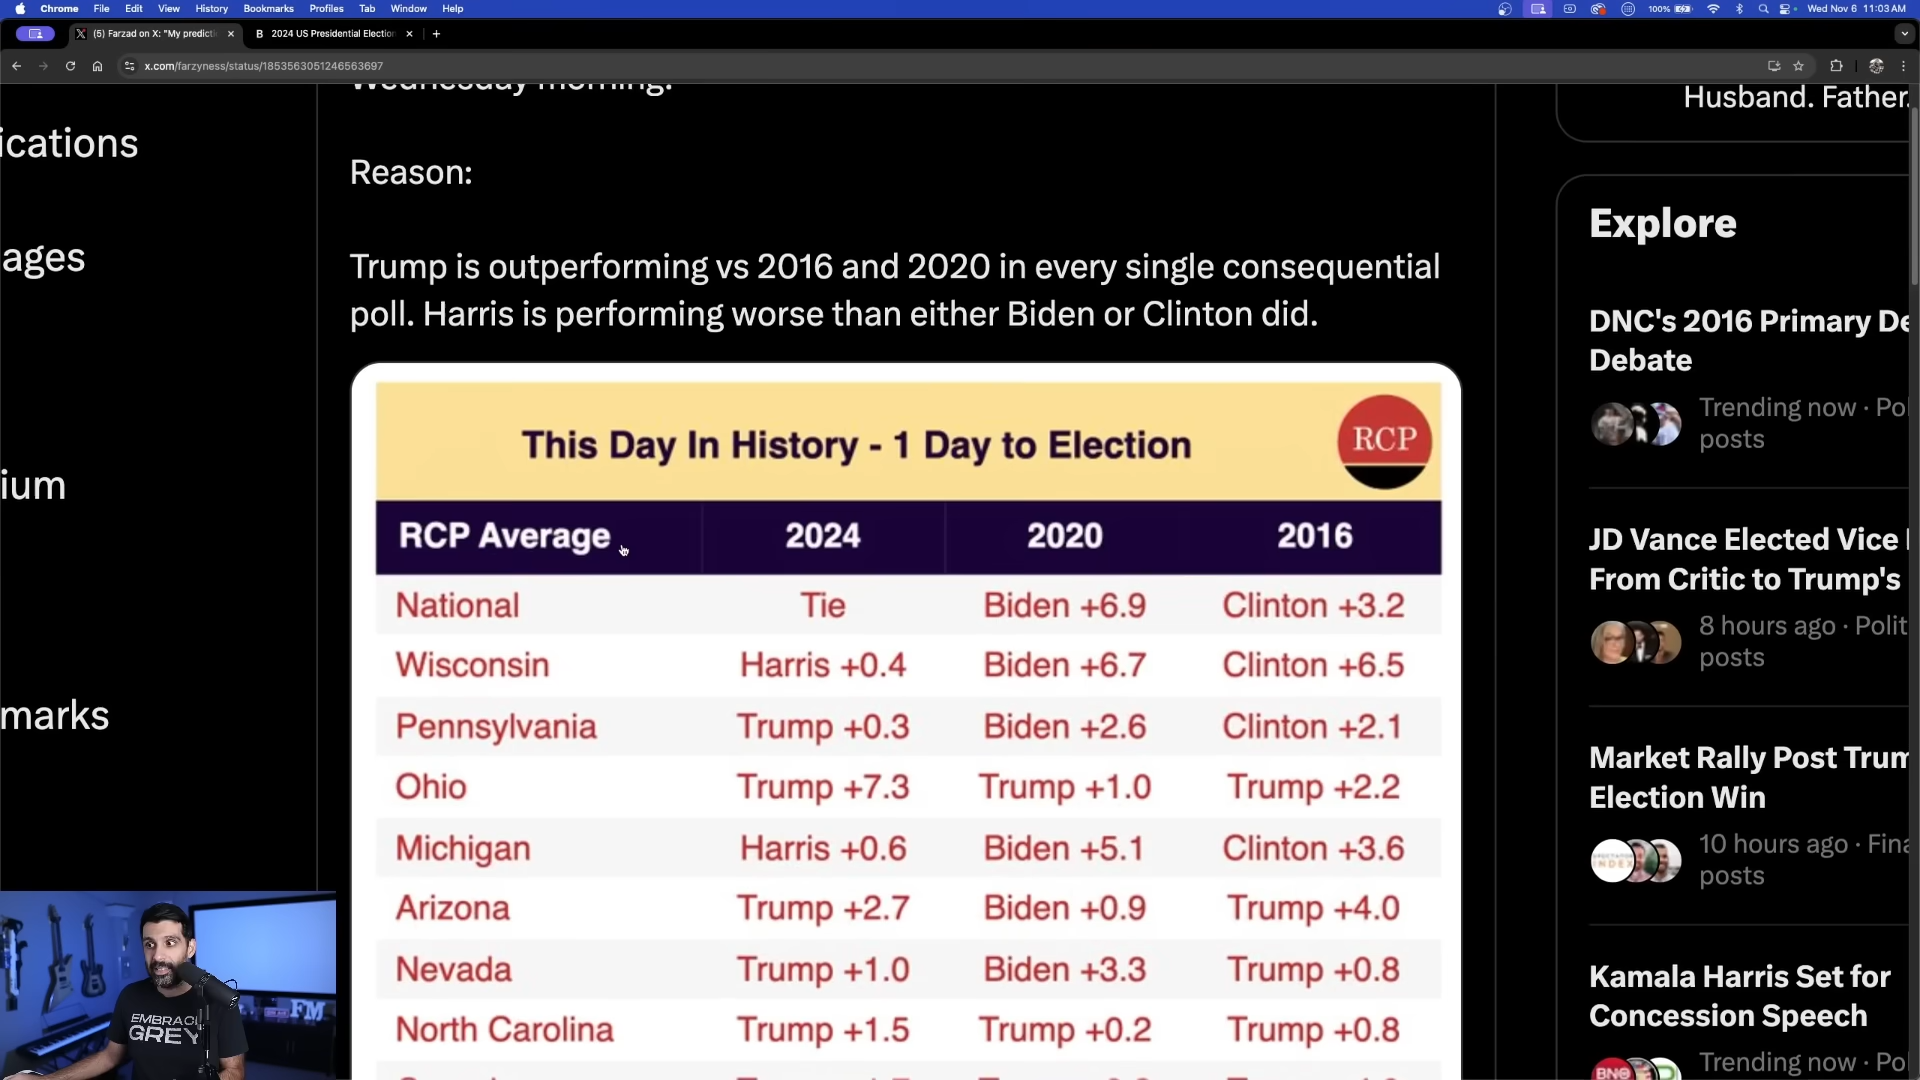 Chrome File Edit View History Bookmarks Profiles Tab Window Help
100% Wed Nov 6 11:03 AM
(5) Farzad on X: "My predicti
B 2024 US Presidential Election
x.com/farzyness/status/1853563051246563697
Wednesday morning.
ications
ages
ium
marks
Reason:
Trump is outperforming vs 2016 and 2020 in every single consequential
poll. Harris is performing worse than either Biden or Clinton did.
This Day In History - 1 Day to Election
RCP
RCP Average 2024 2020 2016
National Tie Biden +6.9 Clinton +3.2
Wisconsin Harris +0.4 Biden +6.7 Clinton +6.5
Pennsylvania Trump +0.3 Biden +2.6 Clinton +2.1
Ohio Trump +7.3 Trump +1.0 Trump +2.2
Michigan Harris +0.6 Biden +5.1 Clinton +3.6
Arizona Trump +2.7 Biden +0.9 Trump +4.0
Nevada Trump +1.0 Biden +3.3 Trump +0.8
North Carolina Trump +1.5 Trump +0.2 Trump +0.8
Husband. Father.
Explore
DNC's 2016 Primary De
Debate
Trending now · Pol
posts
JD Vance Elected Vice
From Critic to Trump's
8 hours ago · Polit
posts
Market Rally Post Trum
Election Win
10 hours ago · Fina
posts
Kamala Harris Set for
Concession Speech
Trending now · Pol
BNO
INDEX
FM
EMBRACE
GREY